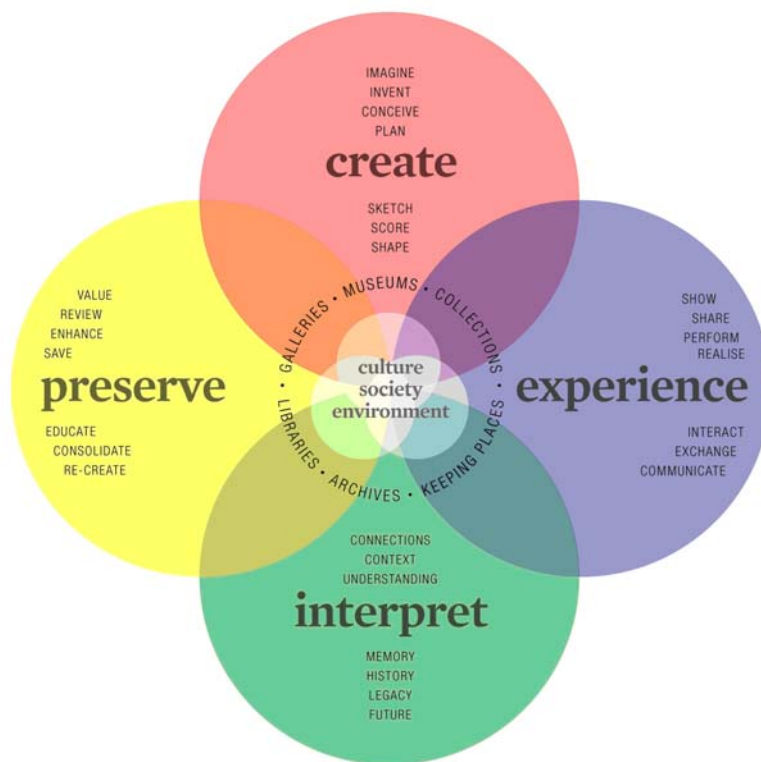 IMAGINE
INVENT
CONCEIVE
PLAN
create
SKETCH
SCORE
SHAPE
GALLERIES • MUSEUMS • COLLECTIONS •
VALUE
REVIEW
ENHANCE
SAVE
preserve
EDUCATE
CONSOLIDATE
RE-CREATE
culture
society
environment
SHOW
SHARE
PERFORM
REALISE
experience
INTERACT
EXCHANGE
COMMUNICATE
LIBRARIES • ARCHIVES • KEEPING PLACES •
CONNECTIONS
CONTEXT
UNDERSTANDING
interpret
MEMORY
HISTORY
LEGACY
FUTURE